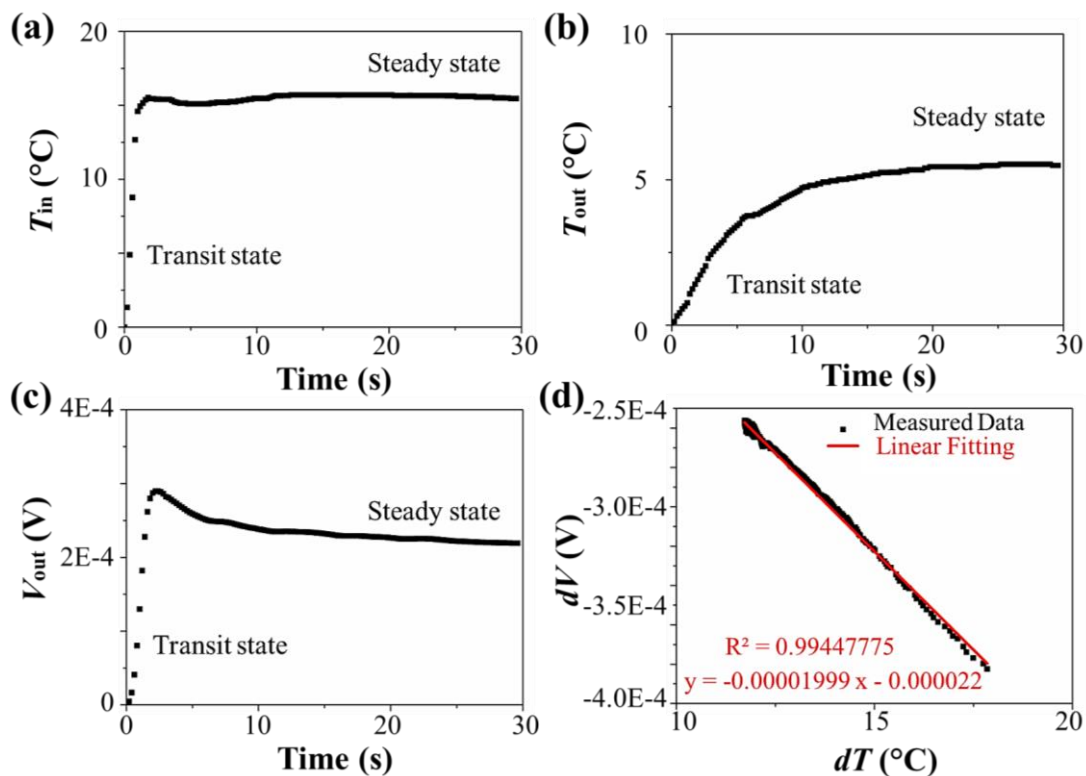 (a)
20
10
0
T_in (°C)
Steady state
Transit state
0
10
20
30
Time (s)
(b)
10
5
0
T_out (°C)
Steady state
Transit state
0
10
20
30
Time (s)
(c)
4E-4
2E-4
0
V_out (V)
Steady state
Transit state
0
10
20
30
Time (s)
(d)
-2.5E-4
-3.0E-4
-3.5E-4
-4.0E-4
dV (V)
Measured Data
Linear Fitting
R² = 0.99447775
y = -0.00001999 x - 0.000022
10
15
20
dT (°C)